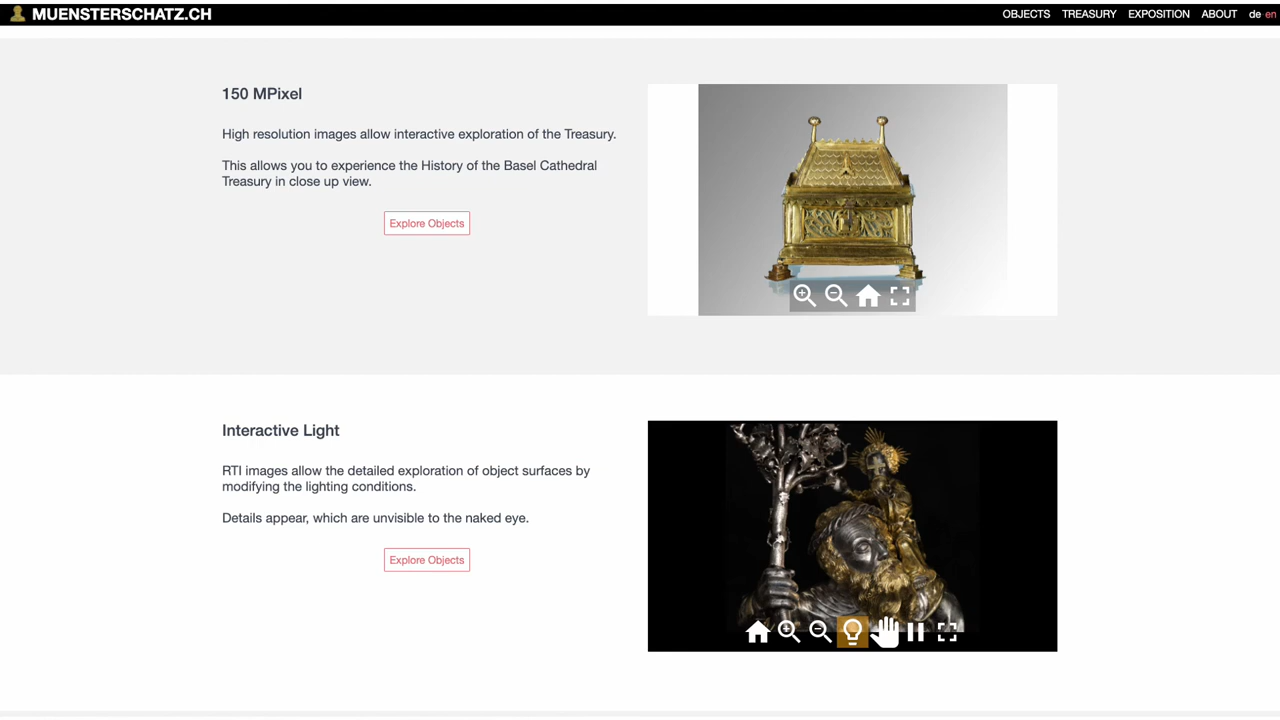 MUENSTERSCHATZ.CH
OBJECTS TREASURY EXPOSITION ABOUT de en
150 MPixel
High resolution images allow interactive exploration of the Treasury.
This allows you to experience the History of the Basel Cathedral
Treasury in close up view.
Explore Objects
Interactive Light
RTI images allow the detailed exploration of object surfaces by
modifying the lighting conditions.
Details appear, which are unvisible to the naked eye.
Explore Objects